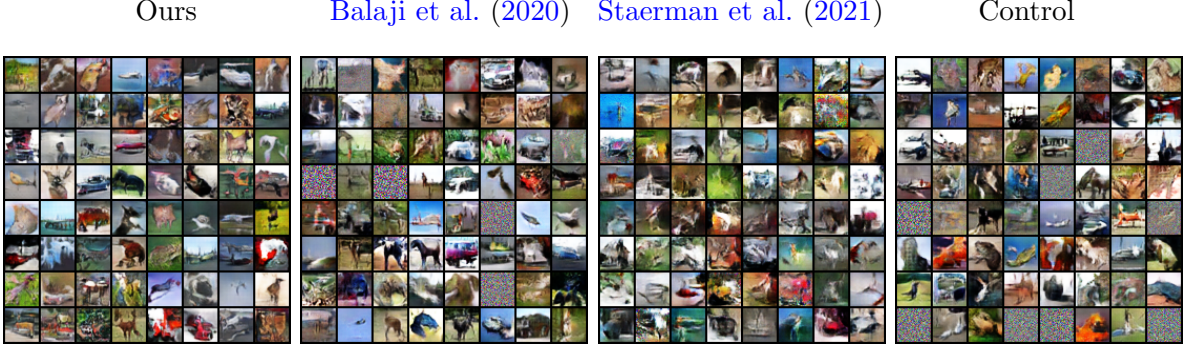 Ours Balaji et al. (2020) Staerman et al. (2021) Control